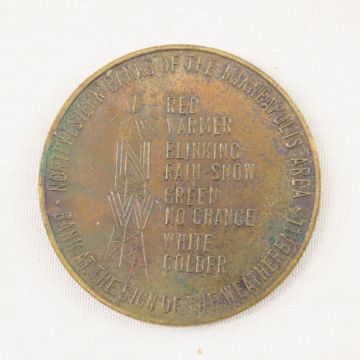 NORTHWESTERN BANKS OF THE MINNEAPOLIS AREA
N
W
RED
WARMER
BLINKING
RAIN-SNOW
GREEN
NO CHANGE
WHITE
COLDER
BANK AT THE SIGN OF THE WEATHERBALL